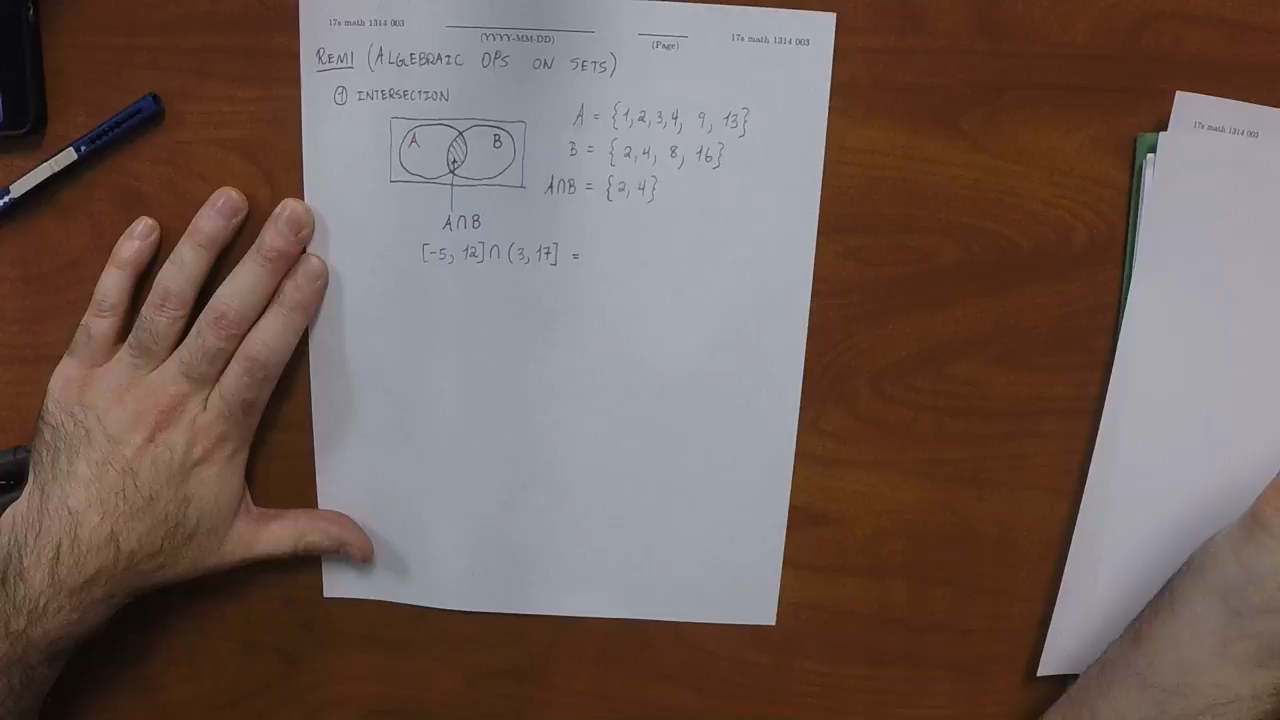 17s math 1314 003
(YYYY-MM-DD)
(Page)
17s math 1314 003
REM1 (ALGEBRAIC OPS ON SETS)
① INTERSECTION
A B
A∩B
A = {1,2,3,4, 9, 13}
B = {2,4, 8, 16}
A∩B = {2,4}
[-5, 12]∩(3,17] =
17s math 1314 003